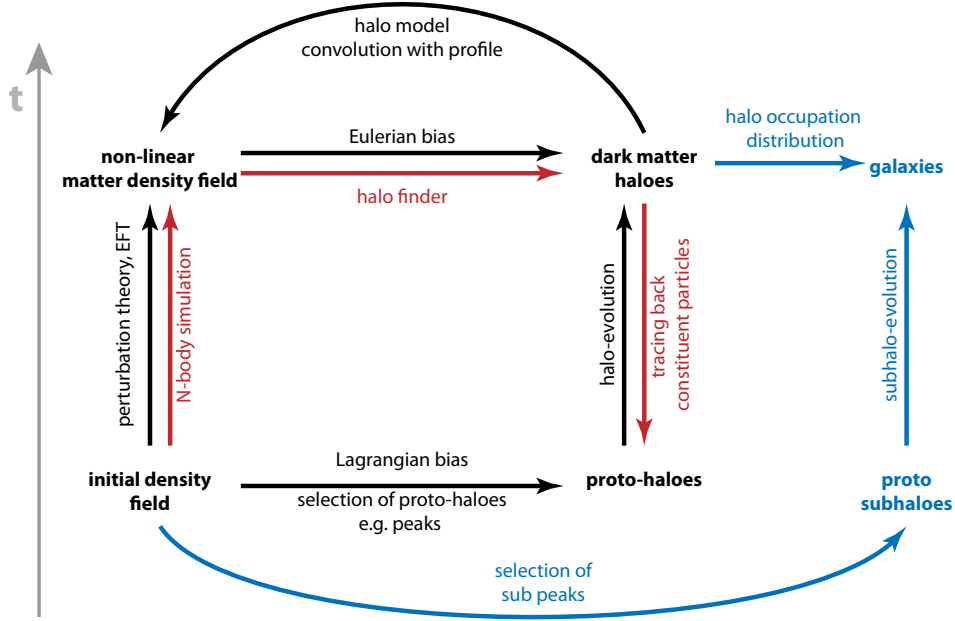 halo model
convolution with profile
t
Eulerian bias
halo occupation
distribution
non-linear
matter density field
dark matter
haloes
galaxies
halo finder
perturbation theory, EFT
N-body simulation
halo-evolution
tracing back
constituent particles
subhalo-evolution
Lagrangian bias
initial density
field
proto-haloes
proto
subhaloes
selection of proto-haloes
e.g. peaks
selection of
sub peaks